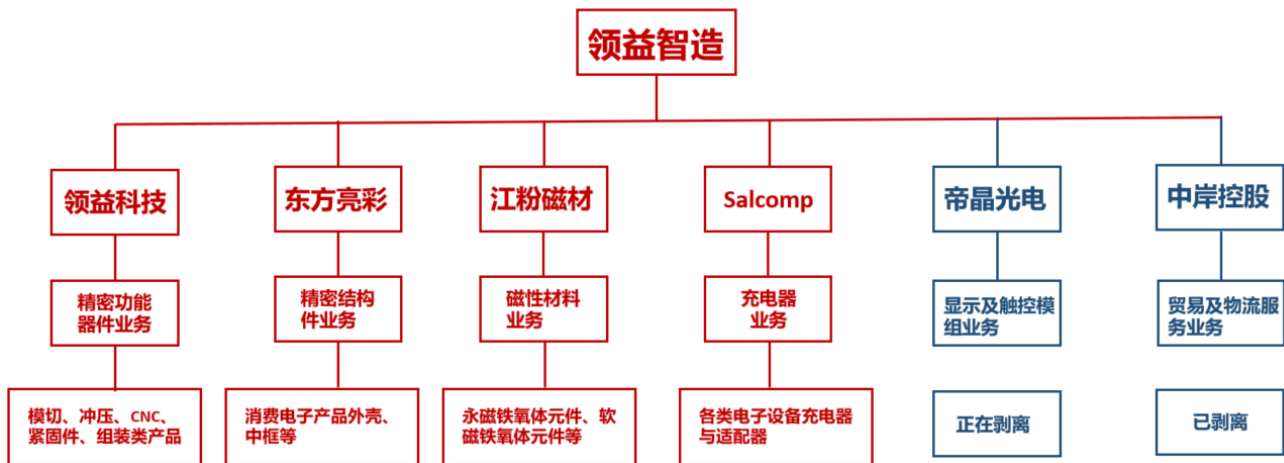 领益智造
领益科技
东方亮彩
江粉磁材
Salcomp
帝晶光电
中岸控股
精密功能
器件业务
精密结构
件业务
磁性材料
业务
充电器
业务
显示及触控模
组业务
贸易及物流服
务业务
模切、冲压、CNC、
紧固件、组装类产品
消费电子产品外壳、
中框等
永磁铁氧体元件、软
磁铁氧体元件等
各类电子设备充电器
与适配器
正在剥离
已剥离